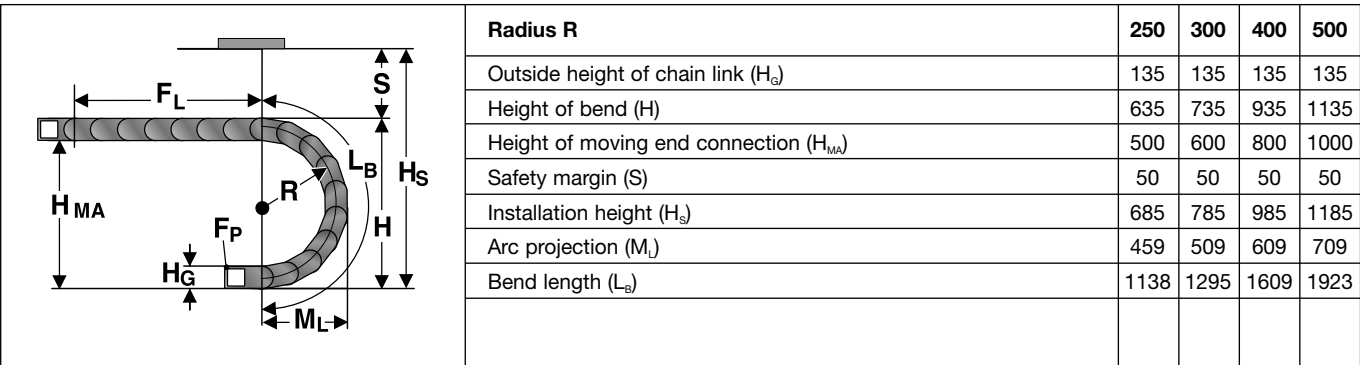 F_L
S
H_MA
R
L_B
H
H_S
F_P
H_G
M_L
Radius R 250 300 400 500
Outside height of chain link (H_G) 135 135 135 135
Height of bend (H) 635 735 935 1135
Height of moving end connection (H_MA) 500 600 800 1000
Safety margin (S) 50 50 50 50
Installation height (H_S) 685 785 985 1185
Arc projection (M_L) 459 509 609 709
Bend length (L_B) 1138 1295 1609 1923